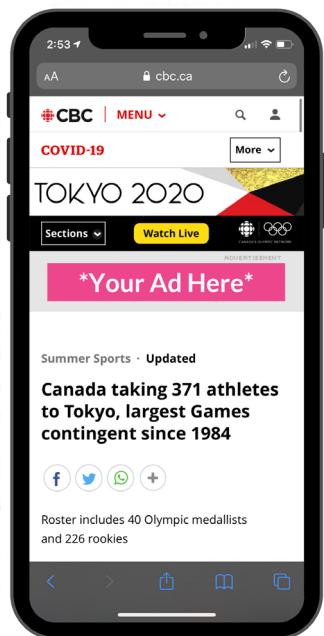 2:53
AA cbc.ca
CBC MENU
COVID-19 More
TOKYO 2020
Sections Watch Live
CANADA'S OLYMPIC NETWORK
ADVERTISEMENT
*Your Ad Here*
Summer Sports · Updated
Canada taking 371 athletes
to Tokyo, largest Games
contingent since 1984
Roster includes 40 Olympic medallists
and 226 rookies